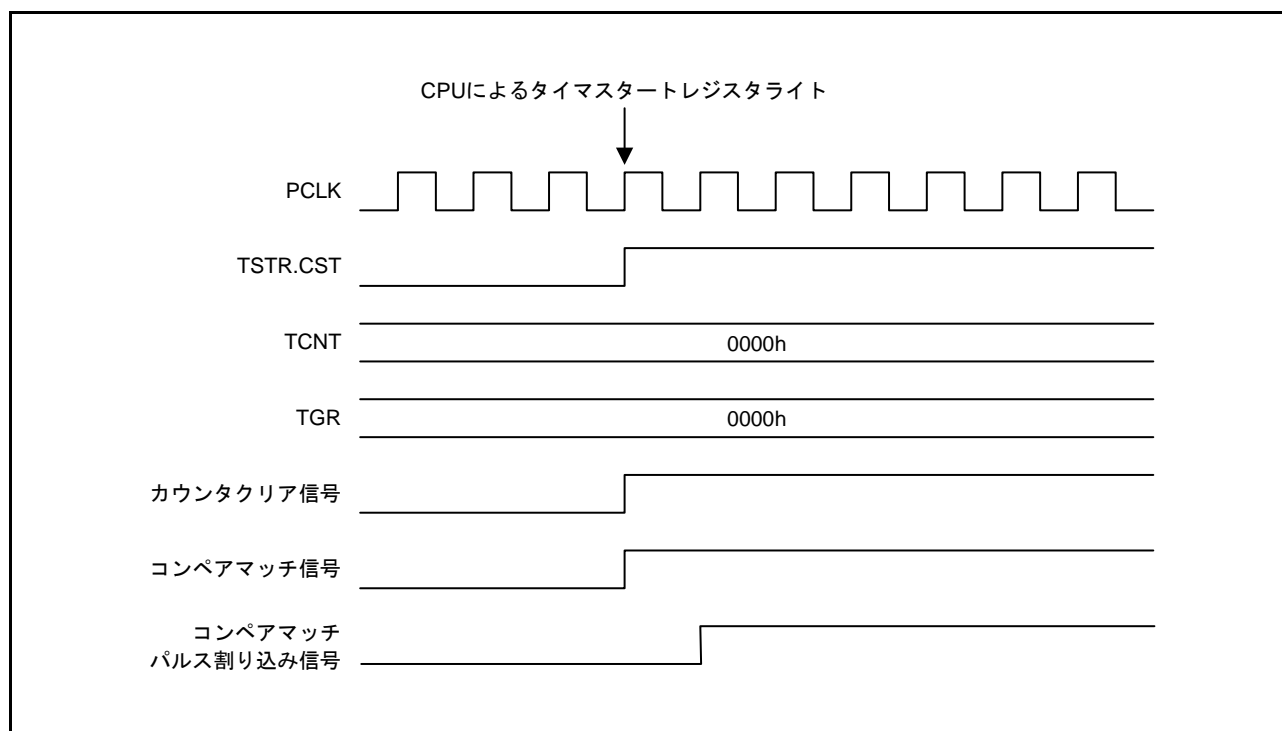 CPUによるタイマスタートレジスタライト
PCLK
TSTR.CST
TCNT
0000h
TGR
0000h
カウンタクリア信号
コンペアマッチ信号
コンペアマッチ
パルス割り込み信号